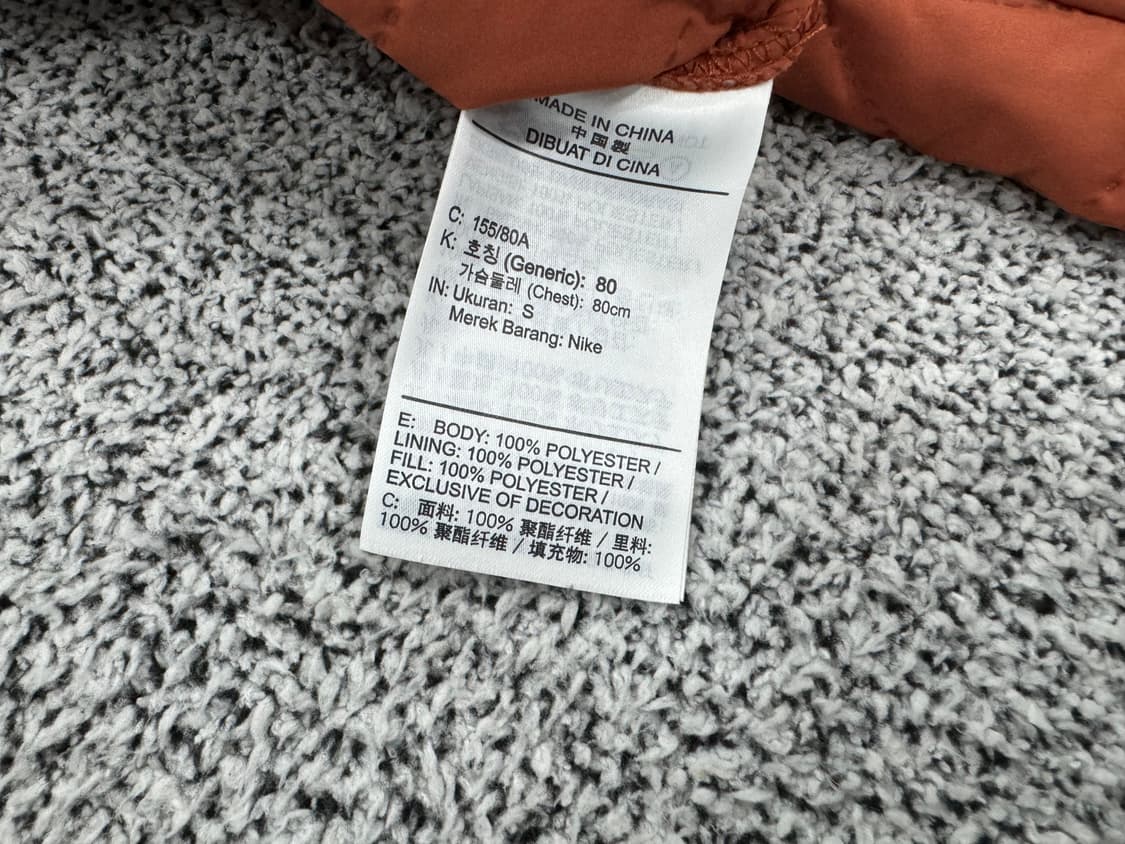 MADE IN CHINA
中国製
DIBUAT DI CINA
C: 155/80A
K: 호칭 (Generic): 80
가슴둘레 (Chest): 80cm
IN: Ukuran: S
Merek Barang: Nike
E: BODY: 100% POLYESTER /
LINING: 100% POLYESTER /
FILL: 100% POLYESTER /
EXCLUSIVE OF DECORATION
C: 面料: 100% 聚酯纤维 / 里料:
100% 聚酯纤维 / 填充物: 100%